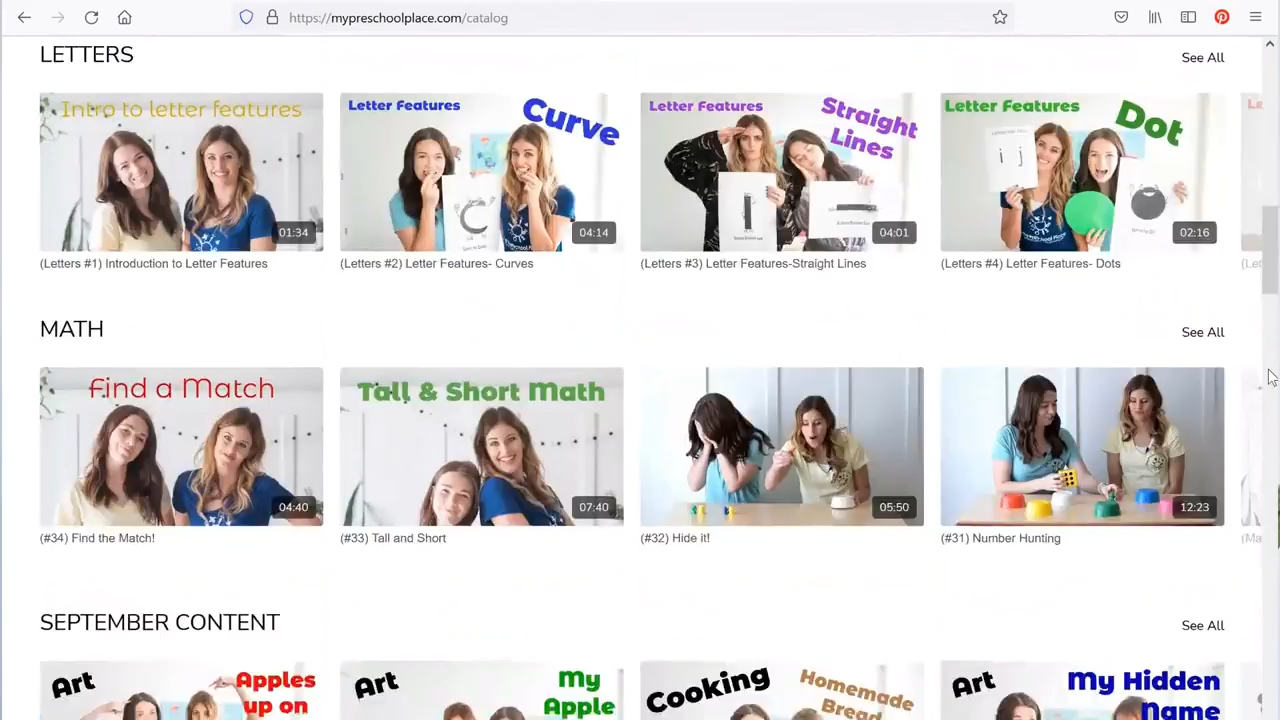 https://mypreschoolplace.com/catalog
LETTERS
See All
Intro to letter features
01:34
Letter Features
Curve
C
04:14
Letter Features
Straight
Lines
04:01
Letter Features
Dot
i j
02:16
(Letters #1) Introduction to Letter Features
(Letters #2) Letter Features- Curves
(Letters #3) Letter Features-Straight Lines
(Letters #4) Letter Features- Dots
MATH
See All
Find a Match
04:40
Tall & Short Math
07:40
05:50
12:23
(#34) Find the Match!
(#33) Tall and Short
(#32) Hide it!
(#31) Number Hunting
SEPTEMBER CONTENT
See All
Art
Apples
up on
Art
My
Apple
Cooking
Homemade
Bread
Art
My Hidden
Name